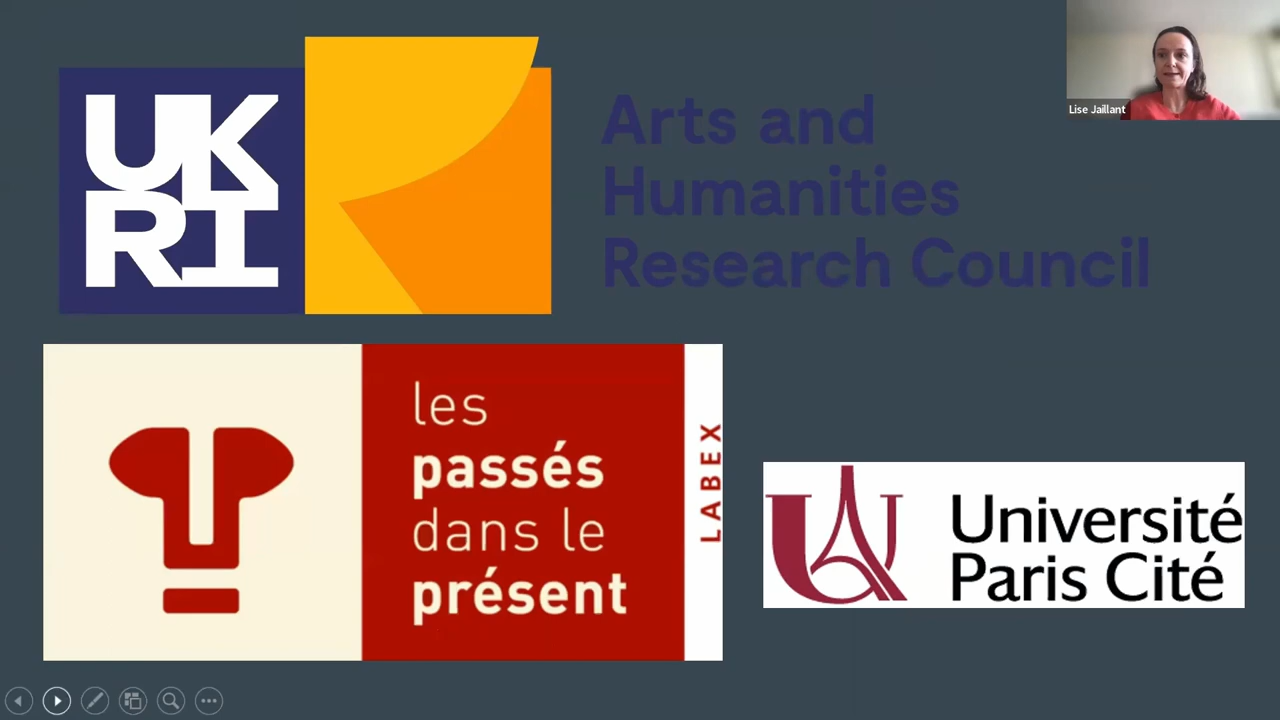 UK
RI
Arts and
Humanities
Research Council
Lise Jaillant
les
passés
dans le
présent
LABEX
Université
Paris Cité